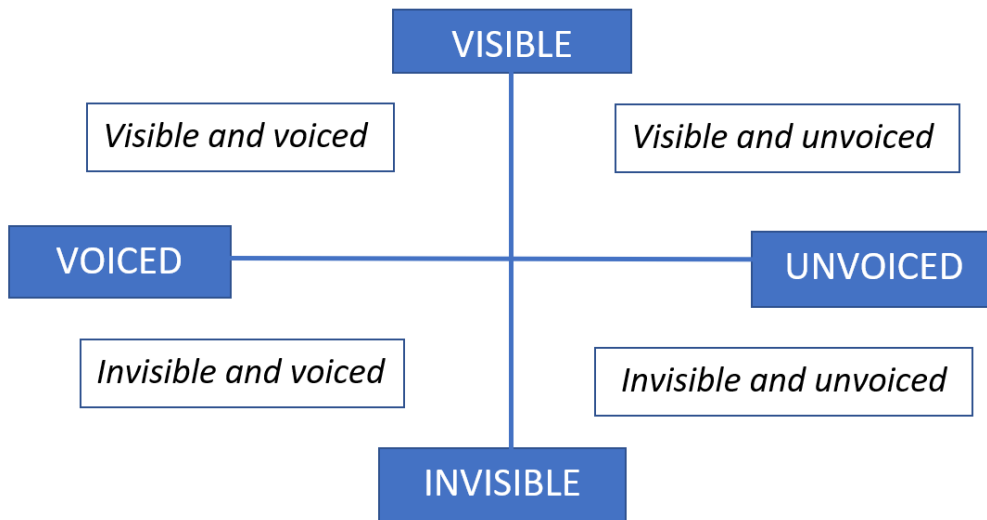 VISIBLE
Visible and voiced
Visible and unvoiced
VOICED
UNVOICED
Invisible and voiced
Invisible and unvoiced
INVISIBLE